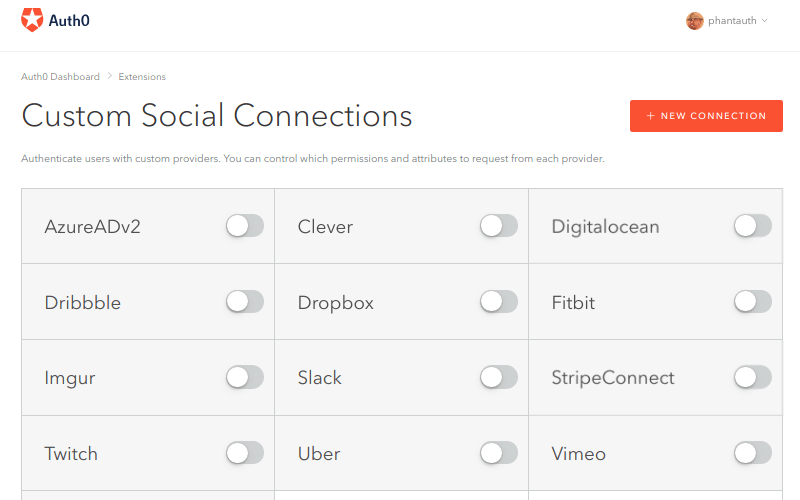 Auth0
phantauth
Auth0 Dashboard > Extensions
Custom Social Connections
+ NEW CONNECTION
Authenticate users with custom providers. You can control which permissions and attributes to request from each provider.
AzureADv2
Clever
Digitalocean
Dribbble
Dropbox
Fitbit
Imgur
Slack
StripeConnect
Twitch
Uber
Vimeo